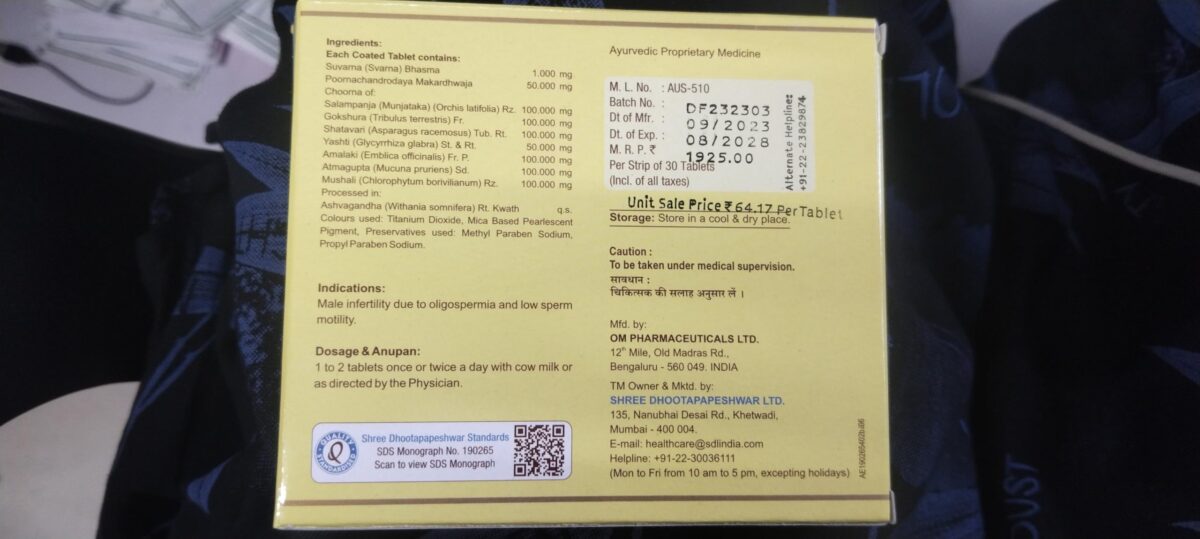 Ingredients:
Each Coated Tablet contains:
Suvarna (Svarna) Bhasma 1.000 mg
Poornachandrodaya Makardhwaja 50.000 mg
Choorna of:
Salampanja (Munjataka) (Orchis latifolia) Rz. 100.000 mg
Gokshura (Tribulus terrestris) Fr. 100.000 mg
Shatavari (Asparagus racemosus) Tub. Rt. 100.000 mg
Yashti (Glycyrrhiza glabra) St. & Rt. 50.000 mg
Amalaki (Emblica officinalis) Fr. P. 100.000 mg
Atmagupta (Mucuna pruriens) Sd. 100.000 mg
Mushali (Chlorophytum borivilianum) Rz. 100.000 mg
Processed in:
Ashvagandha (Withania somnifera) Rt. Kwath q.s.
Colours used: Titanium Dioxide, Mica Based Pearlescent
Pigment, Preservatives used: Methyl Paraben Sodium,
Propyl Paraben Sodium.
Indications:
Male infertility due to oligospermia and low sperm
motility.
Dosage & Anupan:
1 to 2 tablets once or twice a day with cow milk or
as directed by the Physician.
QUALITY
Q
STANDARDISED
Shree Dhootapapeshwar Standards
SDS Monograph No. 190265
Scan to view SDS Monograph
Ayurvedic Proprietary Medicine
M. L. No. : AUS-510
Batch No. : DF232303
Dt of Mfr. : 09/2023
Dt. of Exp. : 08/2028
M. R. P. ₹ 1925.00
Per Strip of 30 Tablets
(Incl. of all taxes)
Alternate Helpline:
+91-22-23829874
Unit Sale Price ₹ 64.17 Per Tablet
Storage: Store in a cool & dry place.
Caution :
To be taken under medical supervision.
सावधान :
चिकित्सक की सलाह अनुसार लें ।
Mfd. by:
OM PHARMACEUTICALS LTD.
12th Mile, Old Madras Rd.,
Bengaluru - 560 049. INDIA
TM Owner & Mktd. by:
SHREE DHOOTAPAPESHWAR LTD.
135, Nanubhai Desai Rd., Khetwadi,
Mumbai - 400 004.
E-mail: healthcare@sdlindia.com
Helpline: +91-22-30036111
(Mon to Fri from 10 am to 5 pm, excepting holidays)